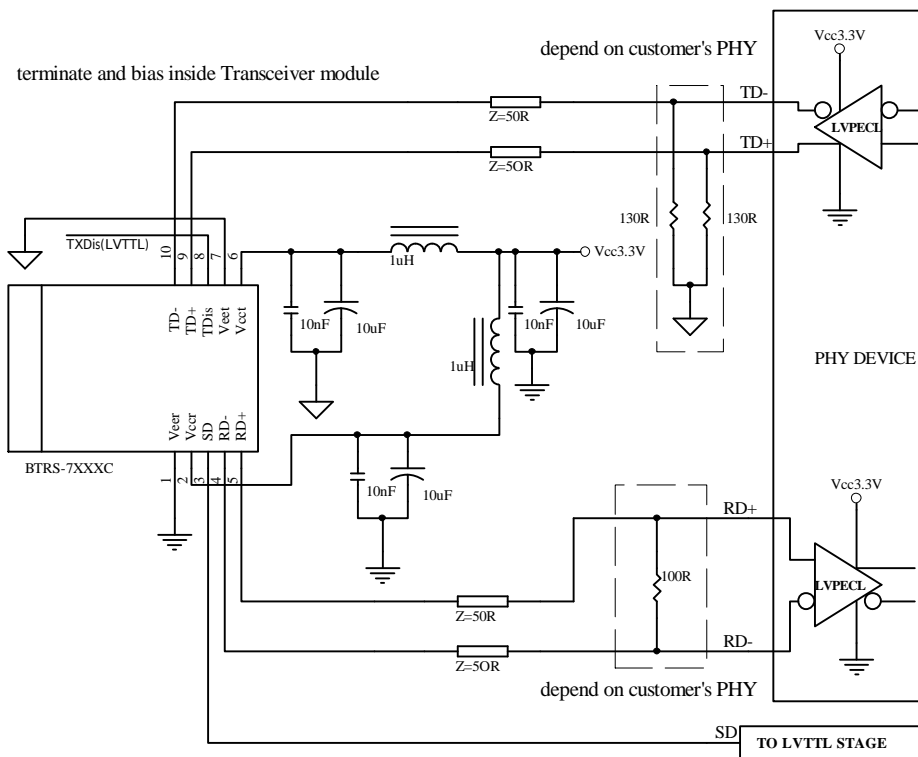 depend on customer's PHY
Vcc3.3V
terminate and bias inside Transceiver module
TD-
Z=50R
LVPECL
TD+
Z=5OR
130R
130R
TXDis(LVTTL)
10
9
8
7
6
1uH
Vcc3.3V
TD-
TD+
TDis
Veet
Vcct
10nF
10uF
10nF
10uF
1uH
PHY DEVICE
Veer
Vccr
SD
RD-
RD+
BTRS-7XXXC
1
2
3
4
5
10nF
10uF
Vcc3.3V
RD+
100R
LVPECL
Z=50R
RD-
Z=5OR
depend on customer's PHY
SD
TO LVTTL STAGE